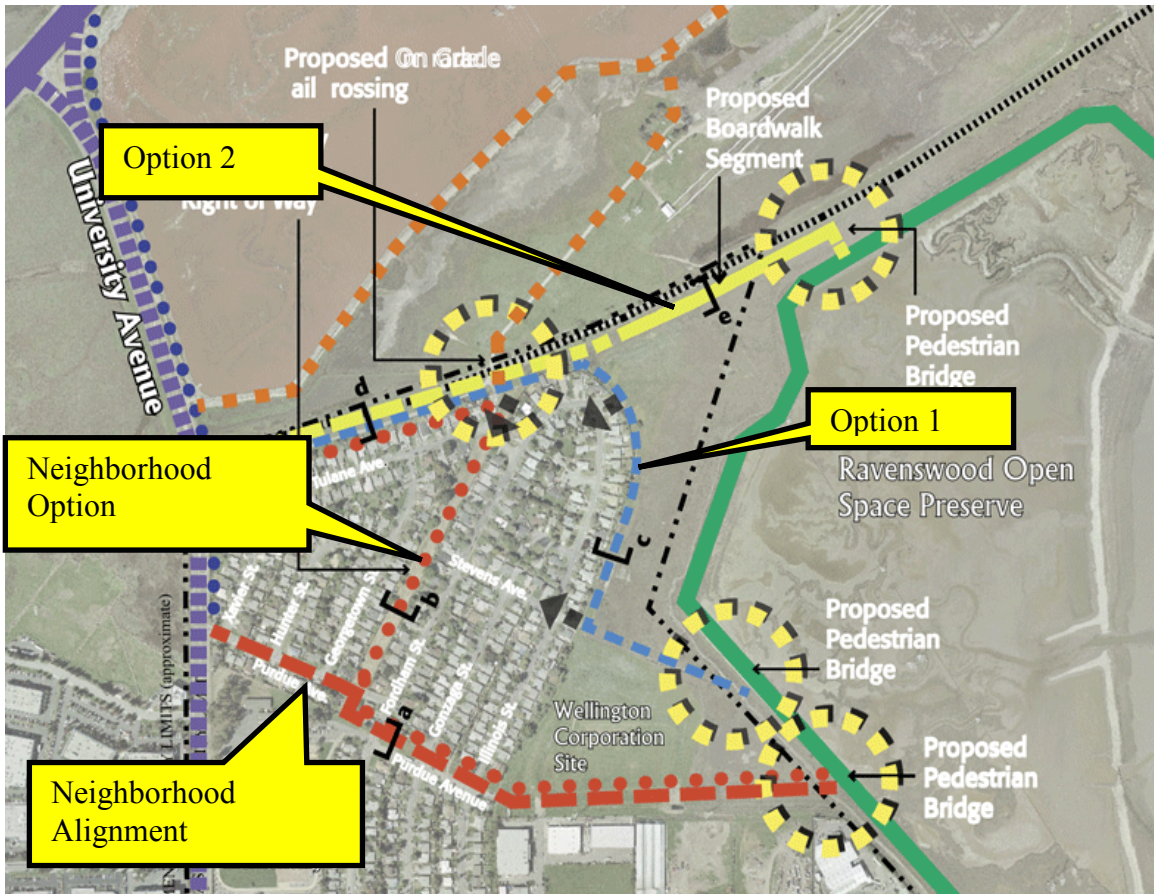 Proposed On Grade
ail rossing
Option 2
University Avenue
Right of Way
Proposed
Boardwalk
Segment
e
Proposed
Pedestrian
Bridge
d
Option 1
Neighborhood
Option
Tulane Ave.
Ravenswood Open
Space Preserve
c
Stevens Ave.
b
Xavier St.
Hunter St.
Georgetown St.
Fordham St.
Gonzaga St.
Illinois St.
Purdue Ave.
a
Purdue Avenue
LIMITS (approximate)
Proposed
Pedestrian
Bridge
Wellington
Corporation
Site
Proposed
Pedestrian
Bridge
Neighborhood
Alignment